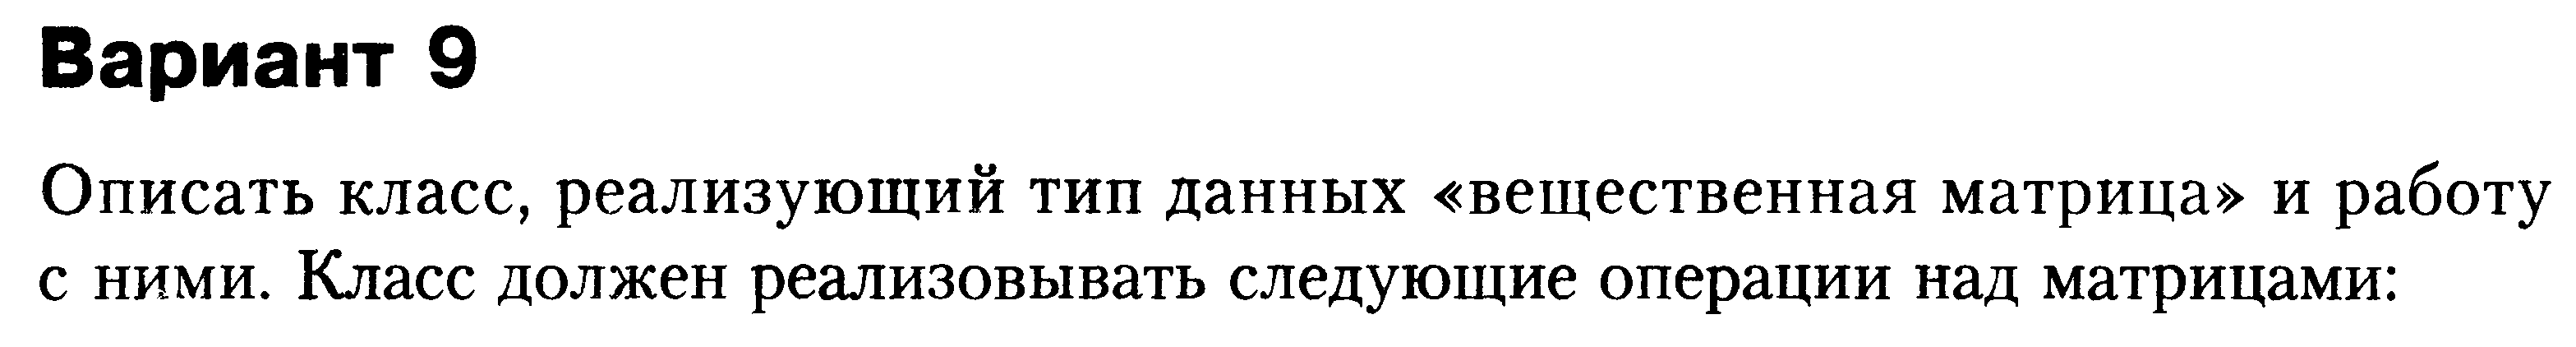 Вариант 9
Описать класс, реализующий тип данных «вещественная матрица» и работу
с ними. Класс должен реализовывать следующие операции над матрицами: